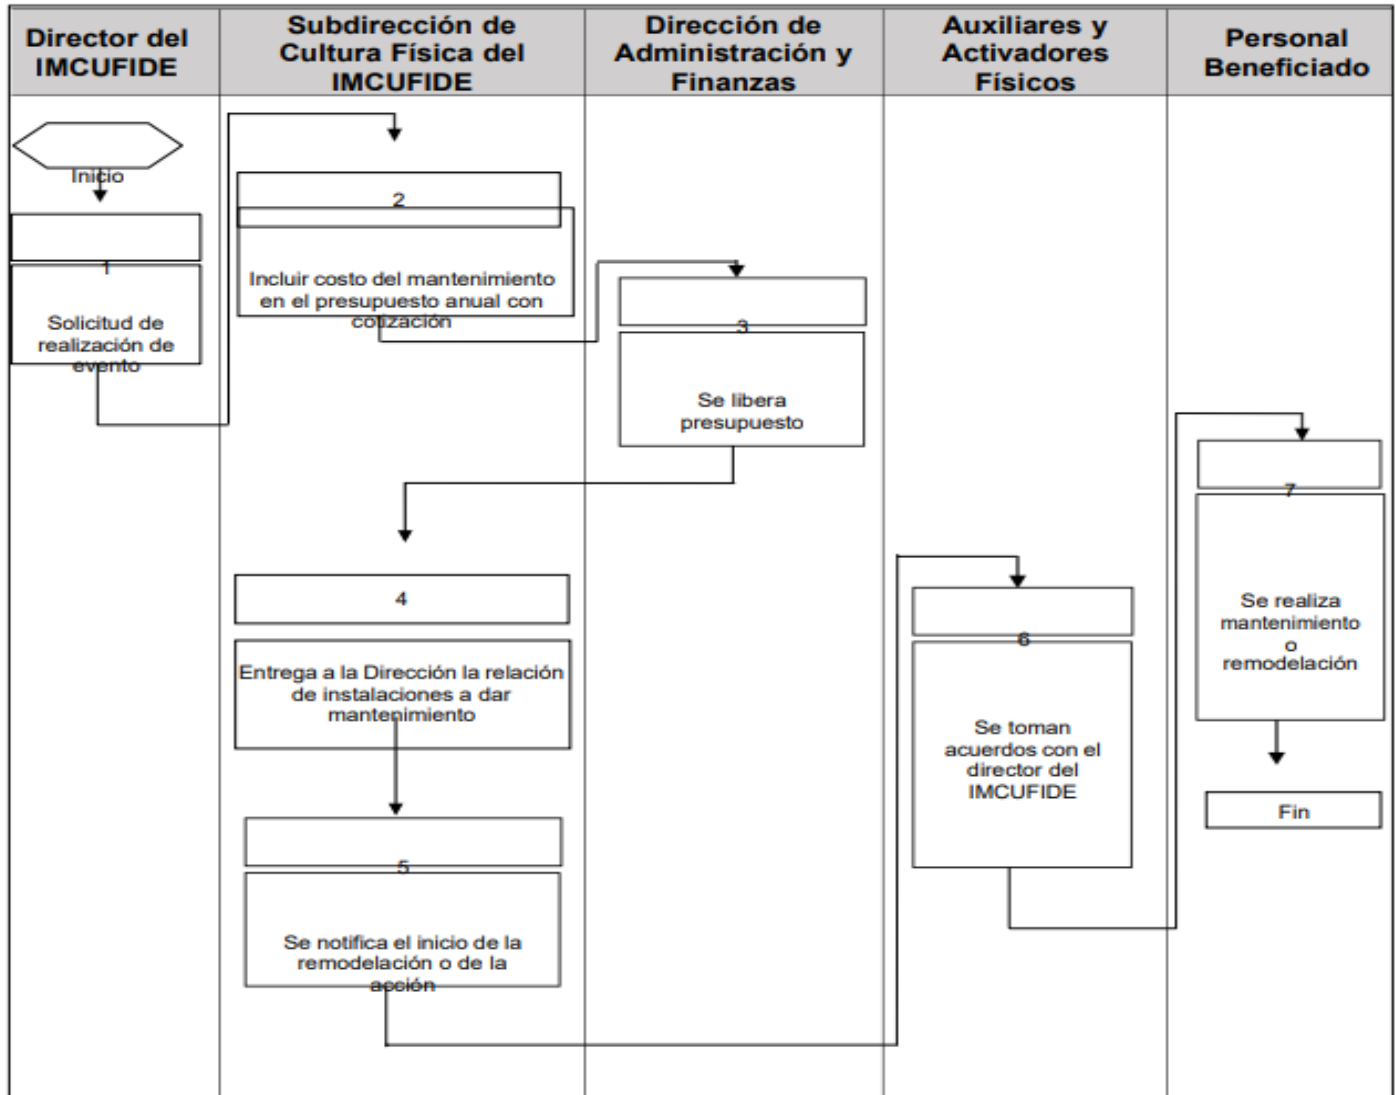 Director del
IMCUFIDE
Subdirección de
Cultura Física del
IMCUFIDE
Dirección de
Administración y
Finanzas
Auxiliares y
Activadores
Físicos
Personal
Beneficiado
Inicio
1
Solicitud de
realización de
evento
2
Incluir costo del mantenimiento
en el presupuesto anual con
cotización
3
Se libera
presupuesto
4
Entrega a la Dirección la relación
de instalaciones a dar
mantenimiento
5
Se notifica el inicio de la
remodelación o de la
acción
6
Se toman
acuerdos con el
director del
IMCUFIDE
7
Se realiza
mantenimiento
o
remodelación
Fin